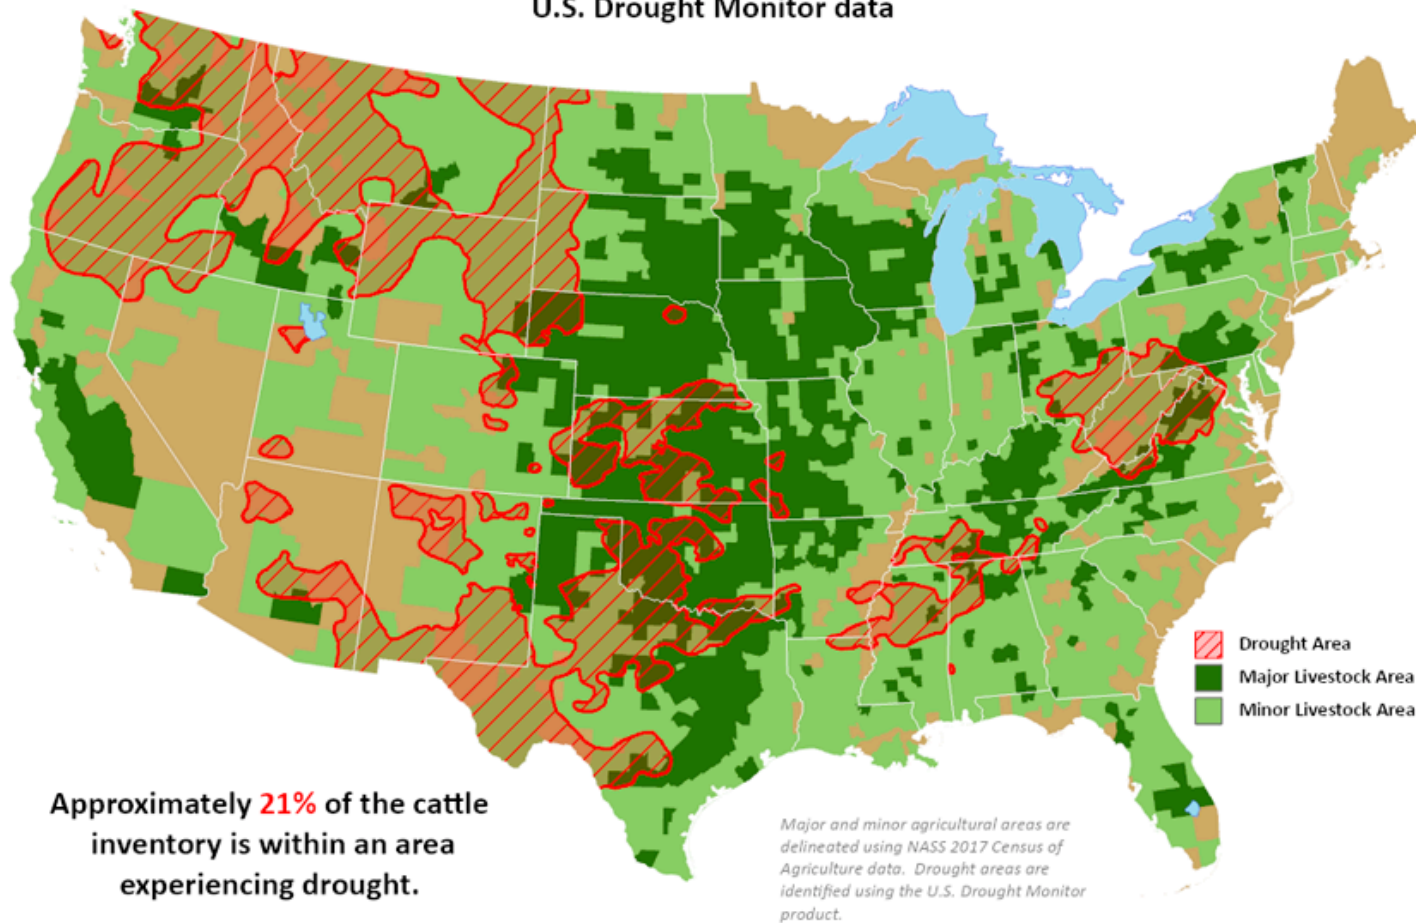 U.S. Drought Monitor data
Drought Area
Major Livestock Area
Minor Livestock Area
Approximately 21% of the cattle
inventory is within an area
experiencing drought.
Major and minor agricultural areas are
delineated using NASS 2017 Census of
Agriculture data.  Drought areas are
identified using the U.S. Drought Monitor
product.